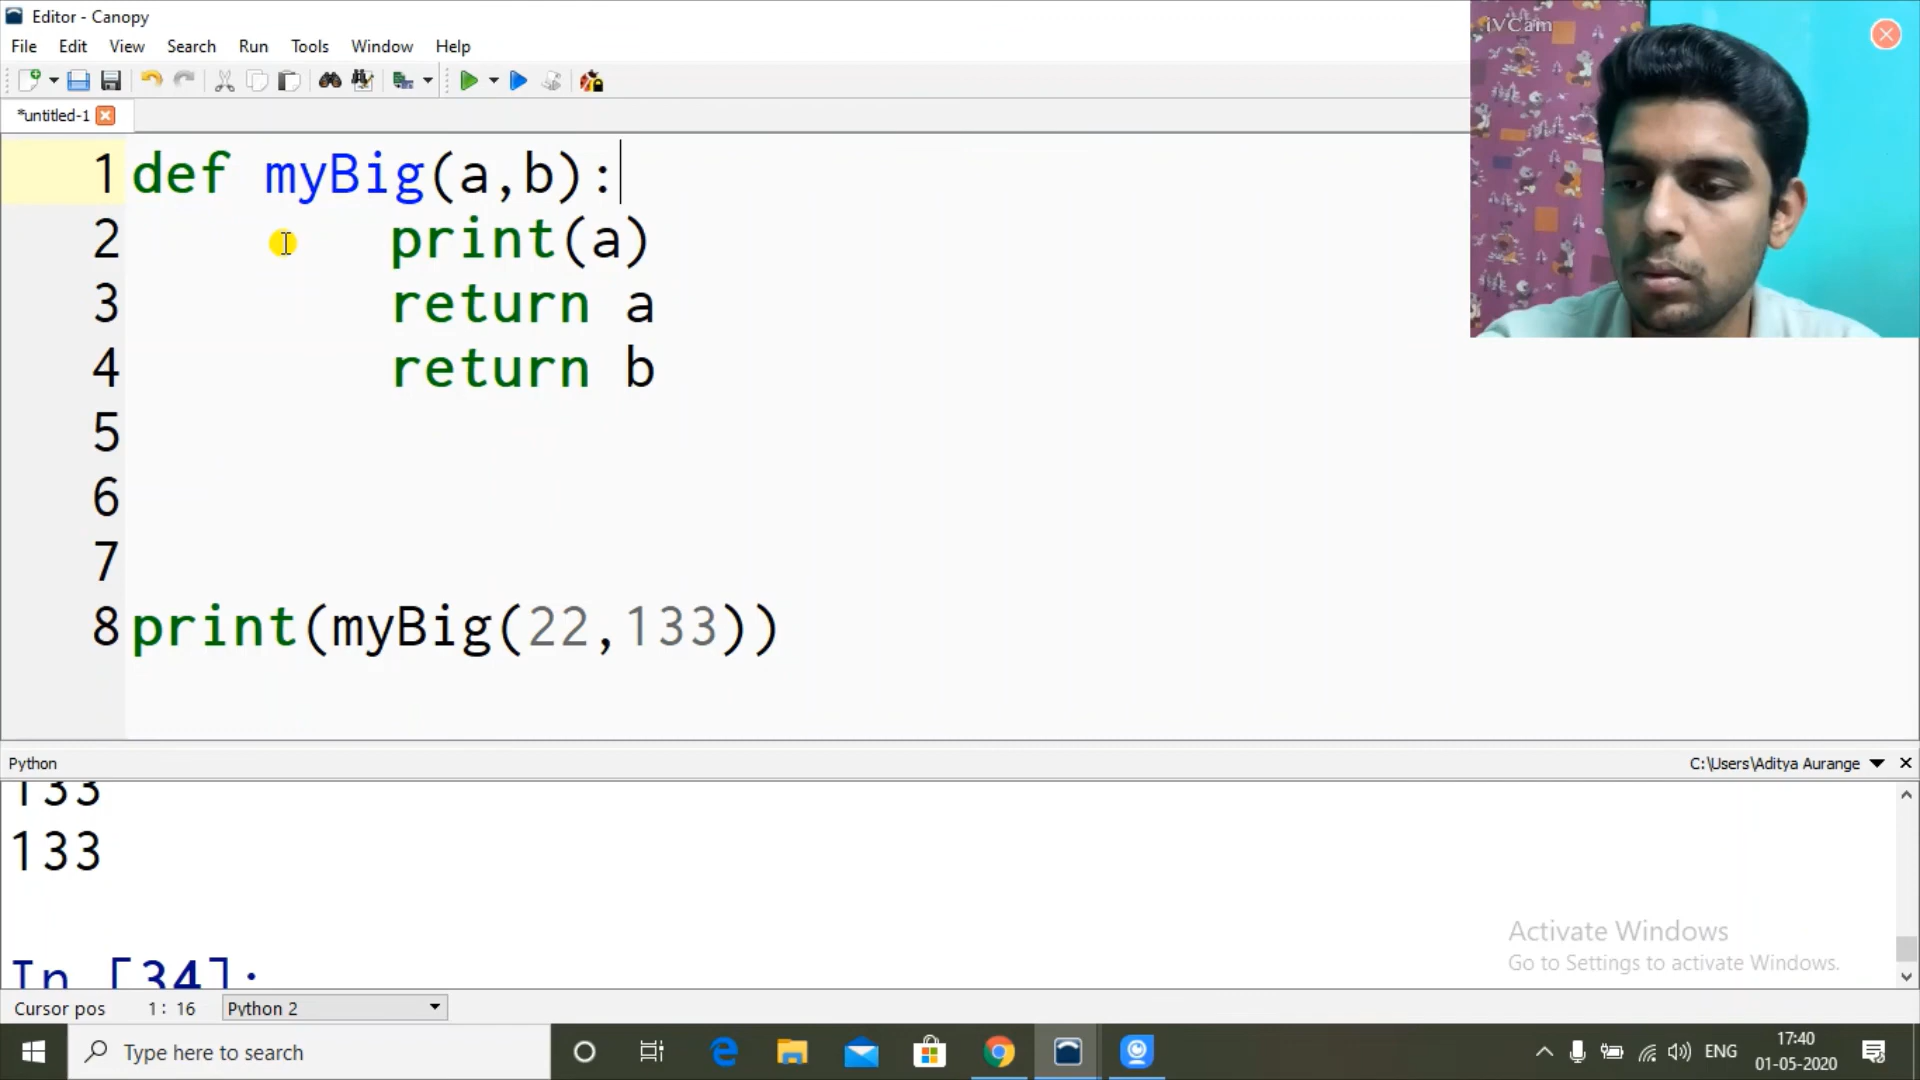 Editor - Canopy
File Edit View Search Run Tools Window Help
iVCam
*untitled-1
1 def myBig(a,b):
2 print(a)
3 return a
4 return b
5
6
7
8 print(myBig(22,133))
Python
C:\Users\Aditya Aurange
133
133
In [34]:
Activate Windows
Go to Settings to activate Windows.
Cursor pos 1: 16 Python 2
Type here to search
ENG
17:40
01-05-2020